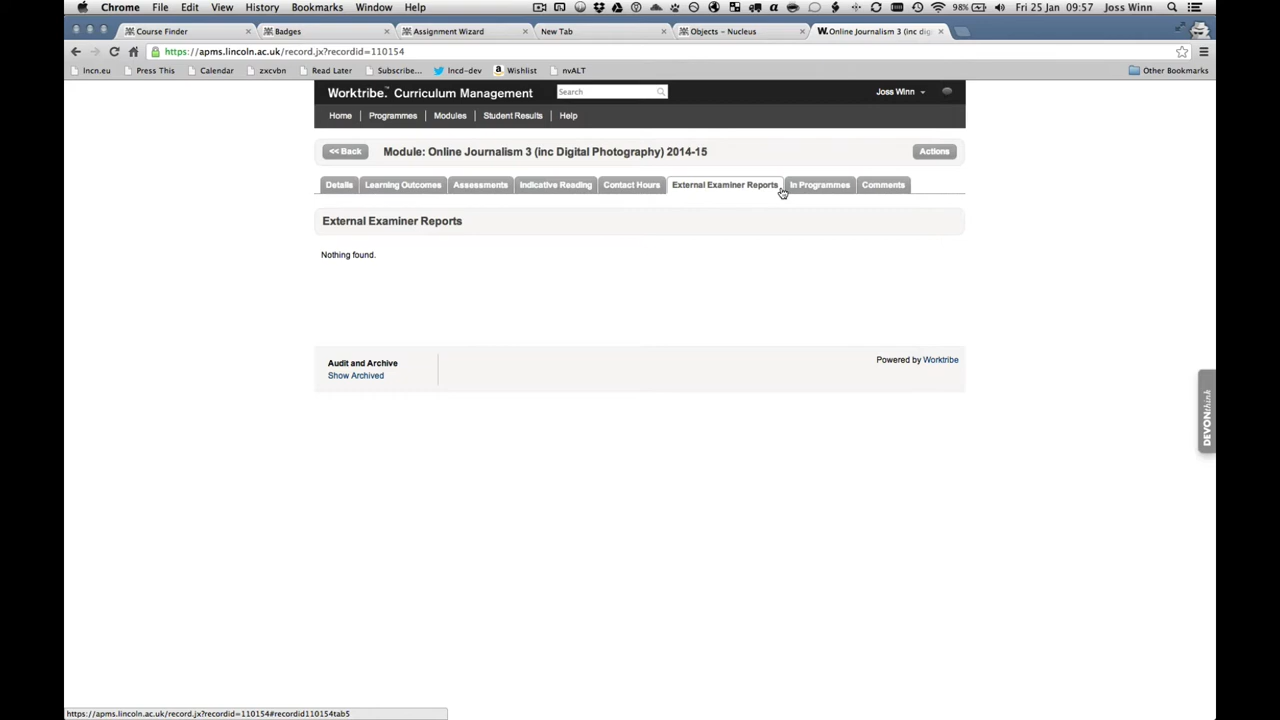 Chrome File Edit View History Bookmarks Window Help 98% Fri 25 Jan 09:57 Joss Winn
Course Finder Badges Assignment Wizard New Tab Objects – Nucleus W. Online Journalism 3 (inc dig
https://apms.lincoln.ac.uk/record.jx?recordid=110154
lncn.eu Press This Calendar zxcvbn Read Later Subscribe... lncd-dev Wishlist nvALT Other Bookmarks
Worktribe™ Curriculum Management Search Joss Winn
Home Programmes Modules Student Results Help
<< Back Module: Online Journalism 3 (inc Digital Photography) 2014-15 Actions
Details Learning Outcomes Assessments Indicative Reading Contact Hours External Examiner Reports In Programmes Comments
External Examiner Reports
Nothing found.
Audit and Archive Powered by Worktribe
Show Archived
DEVONthink
https://apms.lincoln.ac.uk/record.jx?recordid=110154#recordid110154tab5